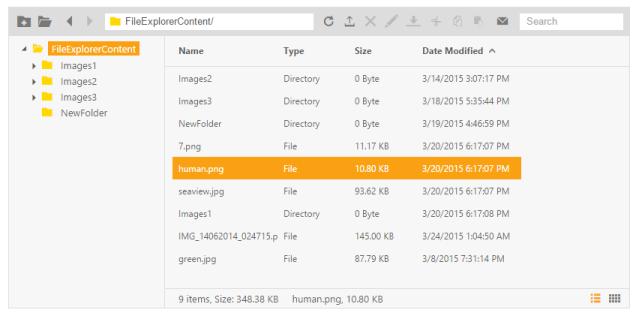 FileExplorerContent/
Search
FileExplorerContent
Images1
Images2
Images3
NewFolder
Name Type Size Date Modified
Images2 Directory 0 Byte 3/14/2015 3:07:17 PM
Images3 Directory 0 Byte 3/18/2015 5:35:44 PM
NewFolder Directory 0 Byte 3/19/2015 4:46:59 PM
7.png File 11.17 KB 3/20/2015 6:17:07 PM
human.png File 10.80 KB 3/20/2015 6:17:07 PM
seaview.jpg File 93.62 KB 3/20/2015 6:17:07 PM
Images1 Directory 0 Byte 3/20/2015 6:17:08 PM
IMG_14062014_024715.p File 145.00 KB 3/24/2015 1:04:50 AM
green.jpg File 87.79 KB 3/8/2015 7:31:14 PM
9 items, Size: 348.38 KB human.png, 10.80 KB